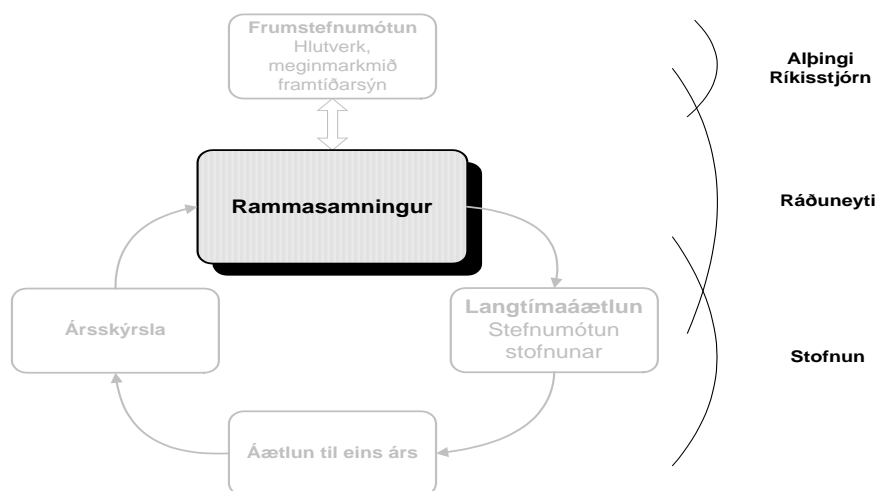 Frumstefnumótun
Hlutverk,
meginmarkmið
framtíðarsýn
Alþingi
Ríkisstjórn
Rammasamningur
Ráðuneyti
Ársskýrsla
Langtímaáætlun
Stefnumótun
stofnunar
Stofnun
Áætlun til eins árs